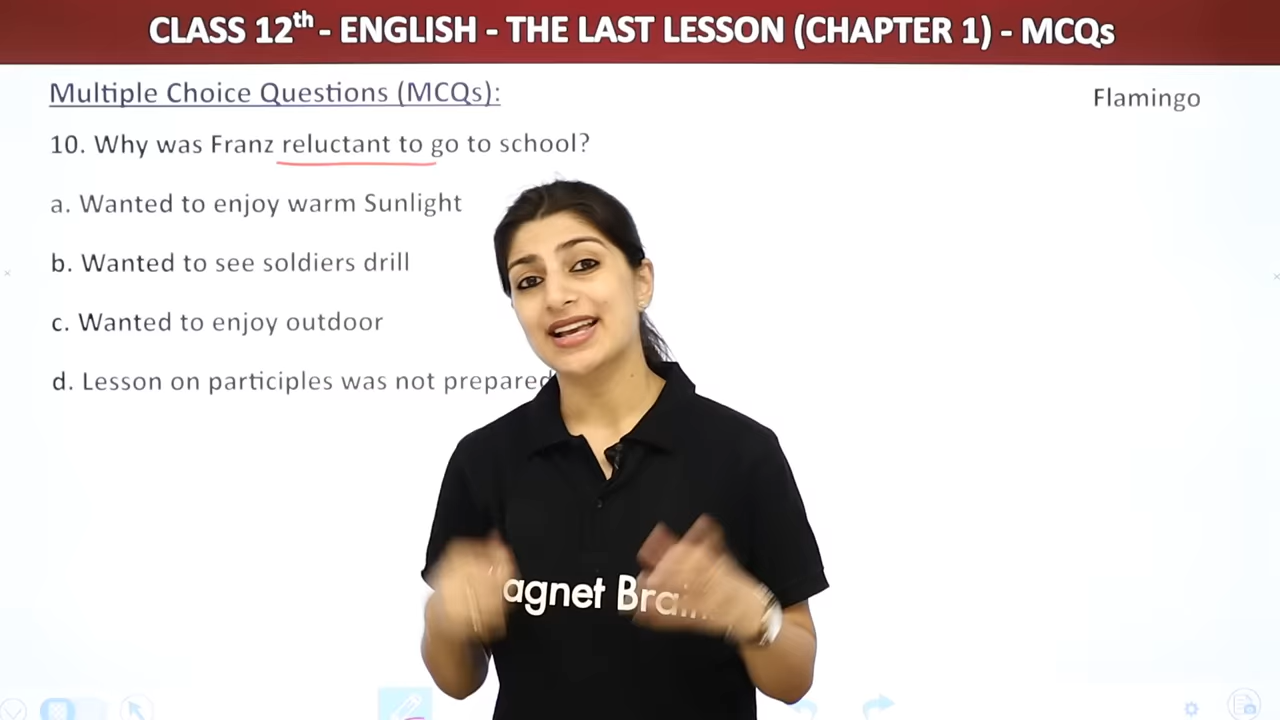 CLASS 12th - ENGLISH - THE LAST LESSON (CHAPTER 1) - MCQs
Multiple Choice Questions (MCQs):
Flamingo
10. Why was Franz reluctant to go to school?
a. Wanted to enjoy warm Sunlight
b. Wanted to see soldiers drill
c. Wanted to enjoy outdoor
d. Lesson on participles was not prepared
agnet Brain